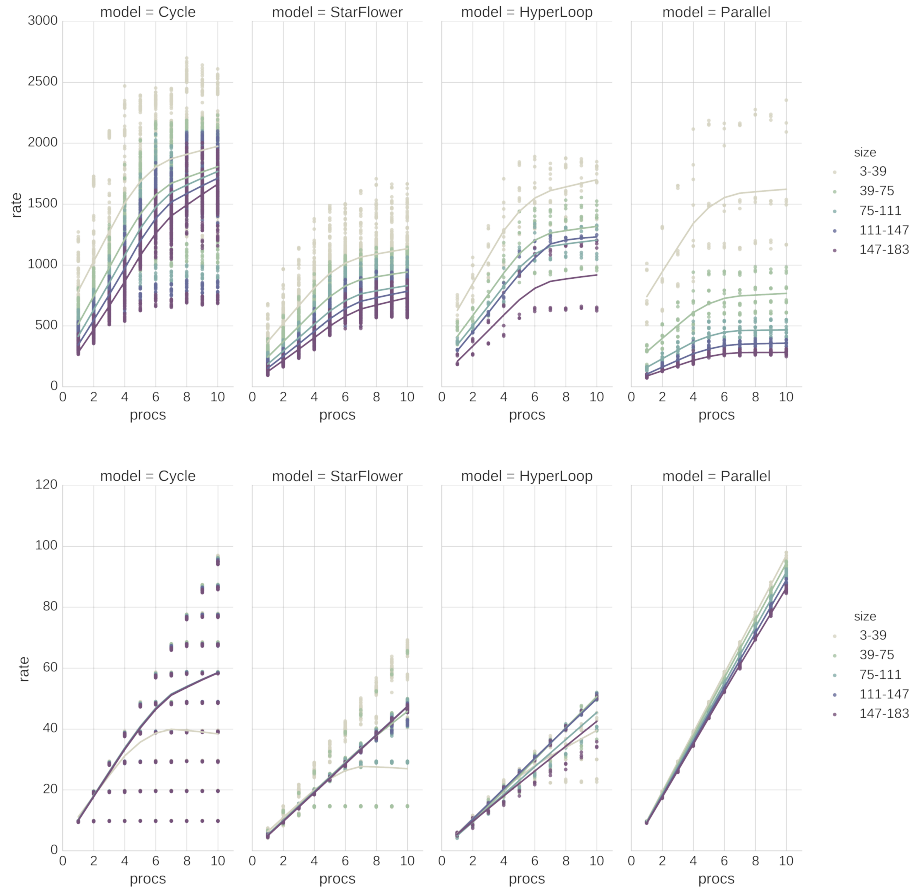 model = Cycle
model = StarFlower
model = HyperLoop
model = Parallel
3000
2500
2000
1500
1000
500
0
rate
0 2 4 6 8 10
0 2 4 6 8 10
0 2 4 6 8 10
0 2 4 6 8 10
procs
procs
procs
procs
size
3-39
39-75
75-111
111-147
147-183
model = Cycle
model = StarFlower
model = HyperLoop
model = Parallel
120
100
80
60
40
20
0
rate
0 2 4 6 8 10
0 2 4 6 8 10
0 2 4 6 8 10
0 2 4 6 8 10
procs
procs
procs
procs
size
3-39
39-75
75-111
111-147
147-183